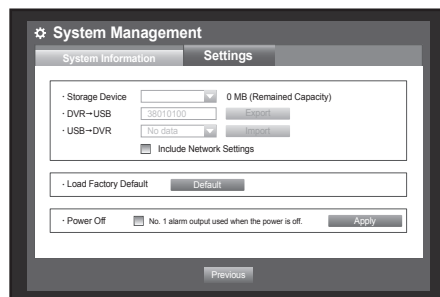 System Management
System Information Settings
· Storage Device 0 MB (Remained Capacity)
· DVR→USB 38010100 Export
· USB→DVR No data Import
Include Network Settings
· Load Factory Default Default
· Power Off No. 1 alarm output used when the power is off. Apply
Previous